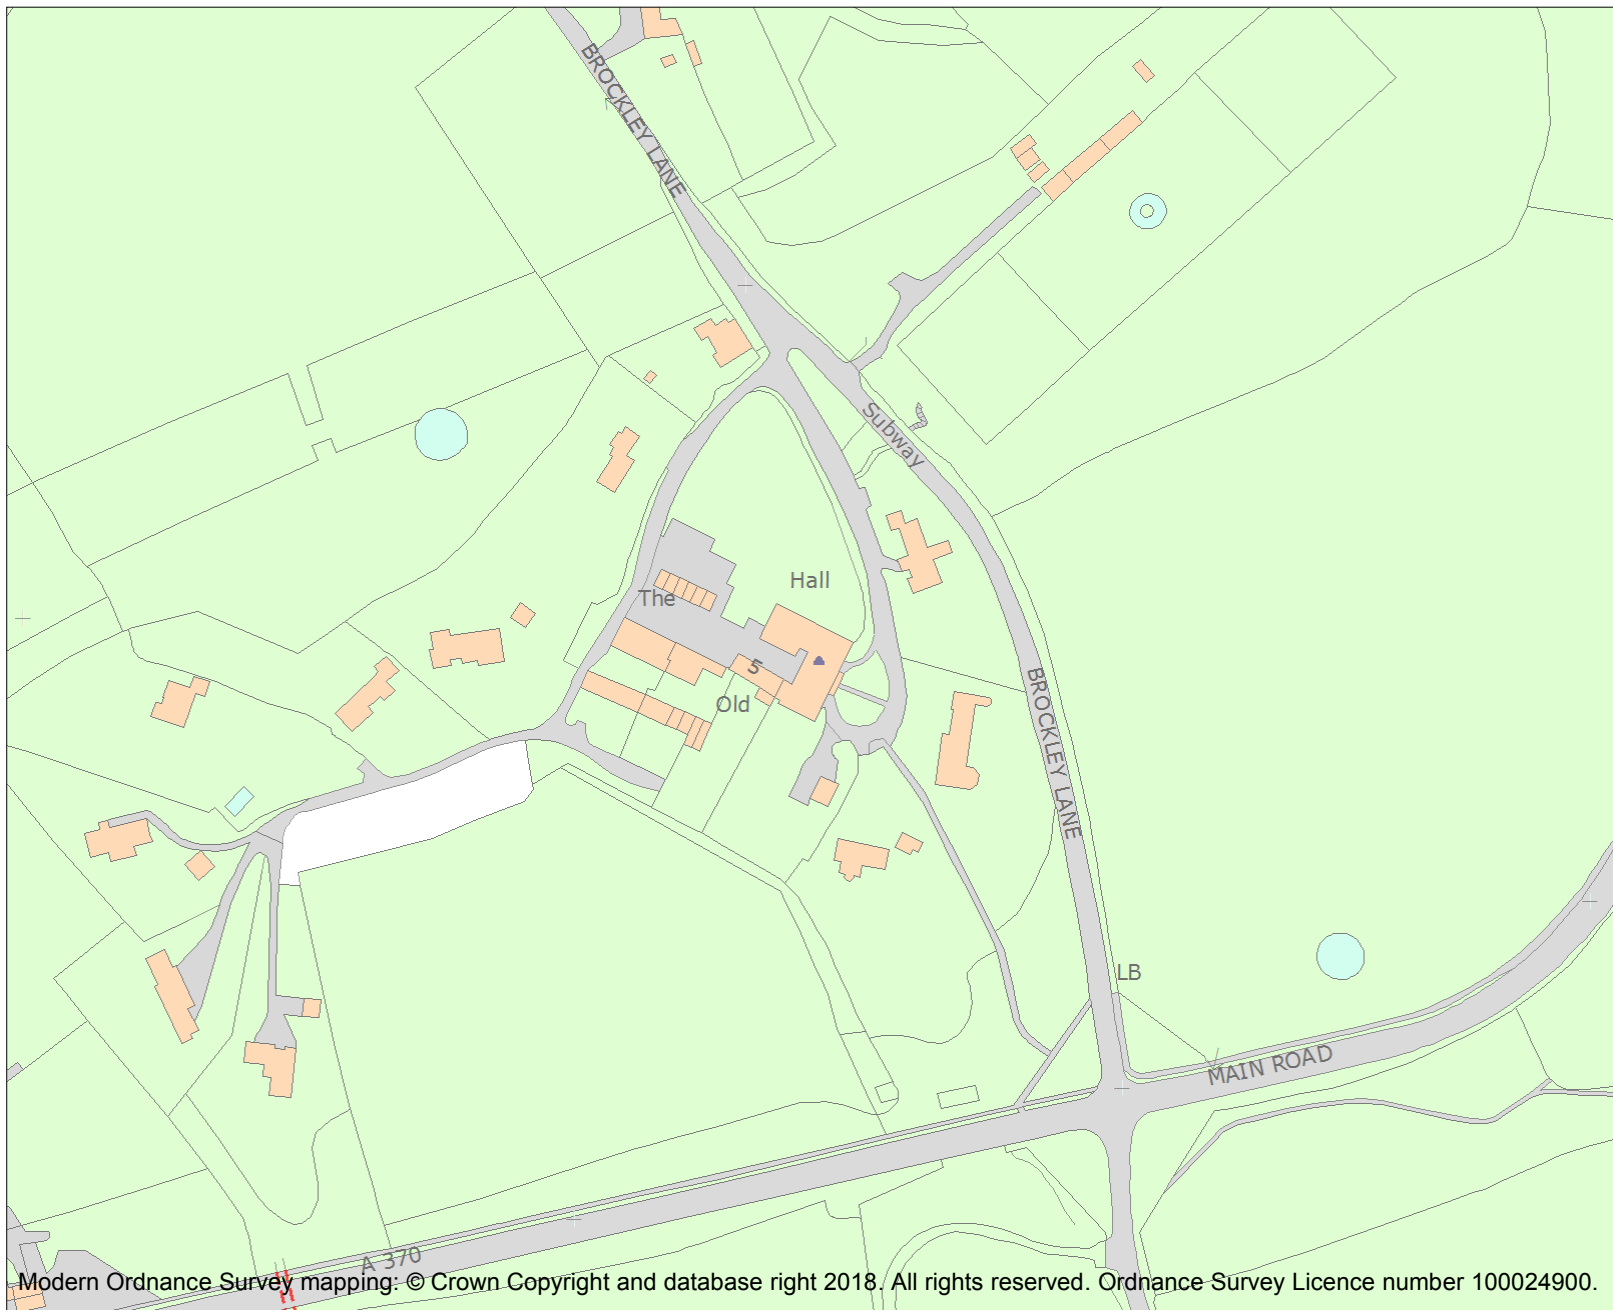 BROCKLEY LANE
Subway
Hall
The
5
Old
BROCKLEY LANE
LB
MAIN ROAD
A 370
Modern Ordnance Survey mapping: © Crown Copyright and database right 2018. All rights reserved. Ordnance Survey Licence number 100024900.